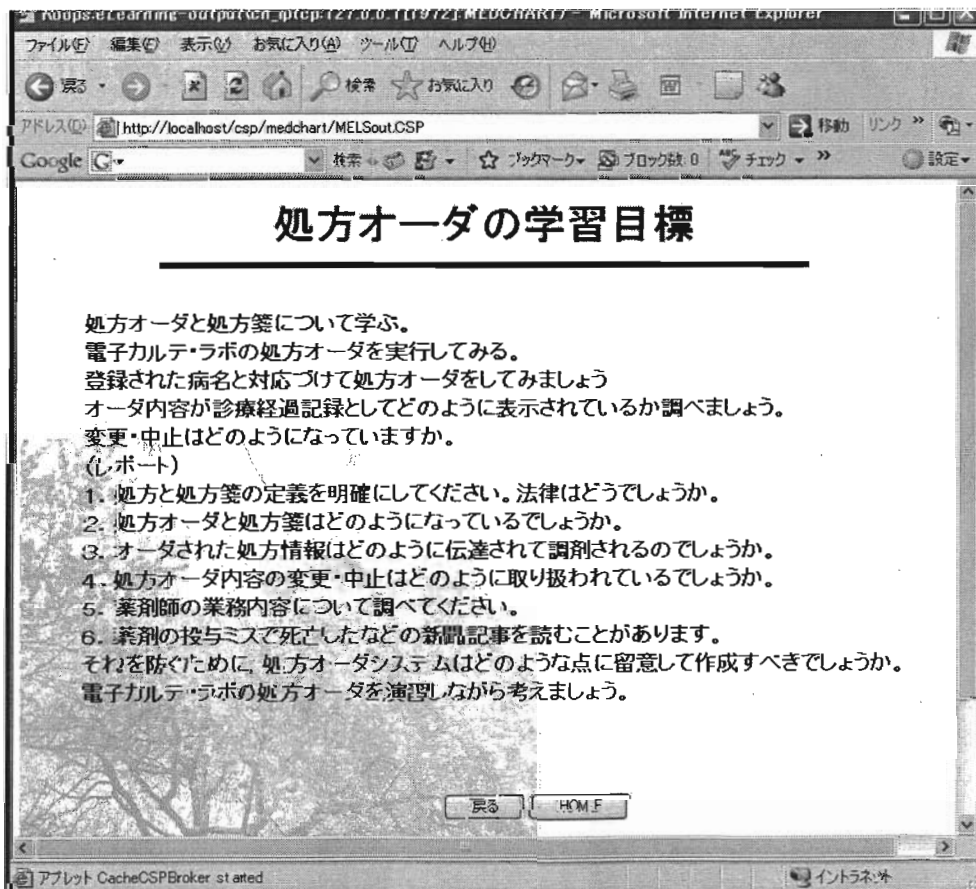 ファイル(F) 編集(E) 表示(V) お気に入り(A) ツール(T) ヘルプ(H)
戻る 検索 お気に入り
アドレス(D) http://localhost/csp/medchart/MELSout.CSP 移動 リンク »
Google G 検索 ブックマーク ブロック数: 0 チェック » 設定
処方オーダの学習目標
処方オーダと処方箋について学ぶ。
電子カルテ・ラボの処方オーダを実行してみる。
登録された病名と対応づけて処方オーダをしてみましょう
オーダ内容が診療経過記録としてどのように表示されているか調べましょう。
変更・中止はどのようになっていますか。
(レポート)
1. 処方と処方箋の定義を明確にしてください。法律はどうでしょうか。
2. 処方オーダと処方箋はどのようになっているでしょうか。
3. オーダされた処方情報はどのように伝達されて調剤されるのでしょうか。
4. 処方オーダ内容の変更・中止はどのように取り扱われているでしょうか。
5. 薬剤師の業務内容について調べてください。
6. 薬剤の投与ミスで死亡したなどの新聞記事を読むことがあります。
それを防ぐために、処方オーダシステムはどのような点に留意して作成すべきでしょうか。
電子カルテ・ラボの処方オーダを演習しながら考えましょう。
戻る HOME
アプレット CacheCSPBroker started イントラネット